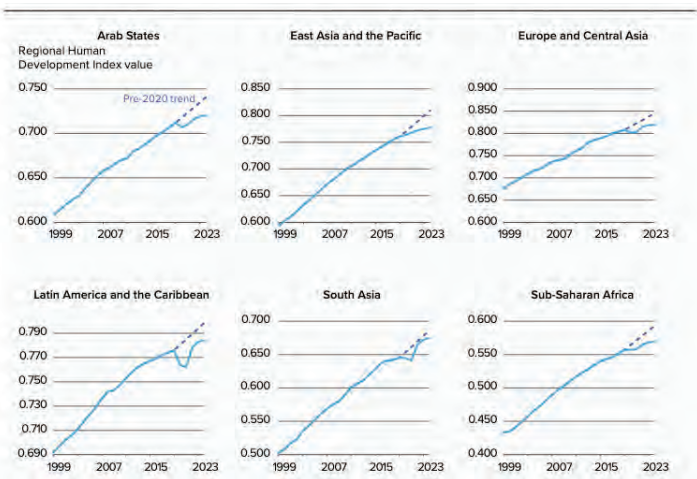 Arab States
Regional Human
Development Index value
0.750
Pre-2020 trend
0.700
0.650
0.600
1999 2007 2015 2023
East Asia and the Pacific
0.850
0.800
0.750
0.700
0.650
0.600
1999 2007 2015 2023
Europe and Central Asia
0.900
0.850
0.800
0.750
0.700
0.650
0.600
1999 2007 2015 2023
Latin America and the Caribbean
0.790
0.770
0.750
0.730
0.710
0.690
1999 2007 2015 2023
South Asia
0.700
0.650
0.600
0.550
0.500
1999 2007 2015 2023
Sub-Saharan Africa
0.600
0.550
0.500
0.450
0.400
1999 2007 2015 2023